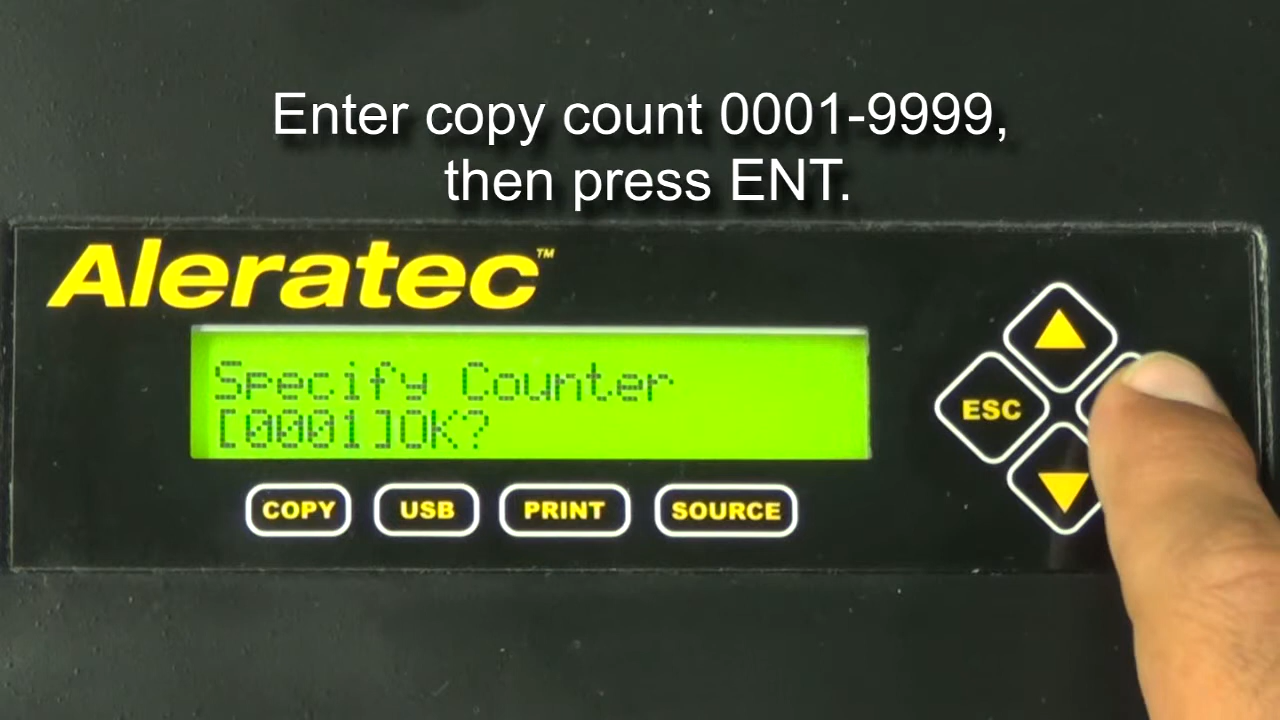 Enter copy count 0001-9999,
then press ENT.
Aleratec™
Specify Counter
[0001]OK?
ESC
COPY USB PRINT SOURCE